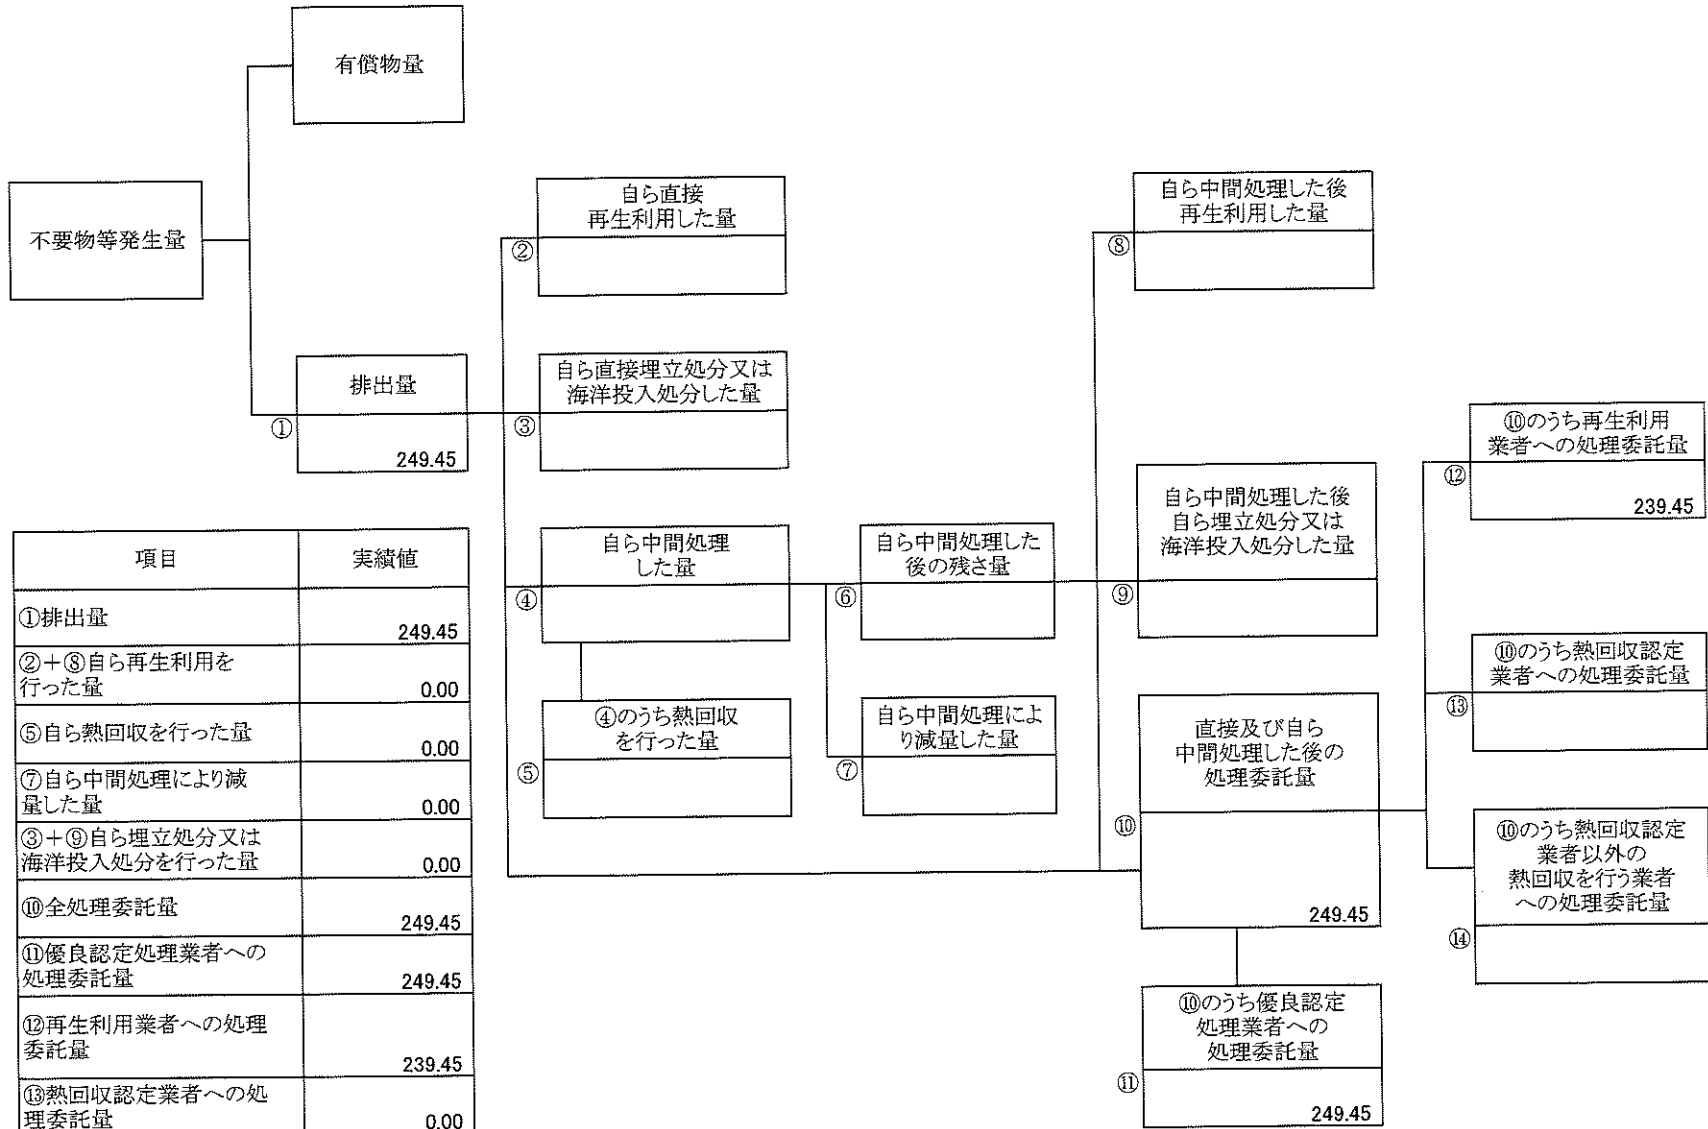 有償物量
不要物等発生量
自ら直接
再生利用した量
②
自ら中間処理した後
再生利用した量
⑧
排出量
①
249.45
自ら直接埋立処分又は
海洋投入処分した量
③
⑩のうち再生利用
業者への処理委託量
⑫
239.45
自ら中間処理
した量
④
自ら中間処理した
後の残さ量
⑥
自ら中間処理した後
自ら埋立処分又は
海洋投入処分した量
⑨
⑩のうち熱回収認定
業者への処理委託量
⑬
④のうち熱回収
を行った量
⑤
自ら中間処理によ
り減量した量
⑦
直接及び自ら
中間処理した後の
処理委託量
⑩
249.45
⑩のうち熱回収認定
業者以外の
熱回収を行う業者
への処理委託量
⑭
⑩のうち優良認定
処理業者への
処理委託量
⑪
249.45
項目 実績値
①排出量 249.45
②+⑧自ら再生利用を
行った量 0.00
⑤自ら熱回収を行った量 0.00
⑦自ら中間処理により減
量した量 0.00
③+⑨自ら埋立処分又は
海洋投入処分を行った量 0.00
⑩全処理委託量 249.45
⑪優良認定処理業者への
処理委託量 249.45
⑫再生利用業者への処理
委託量 239.45
⑬熱回収認定業者への処
理委託量 0.00